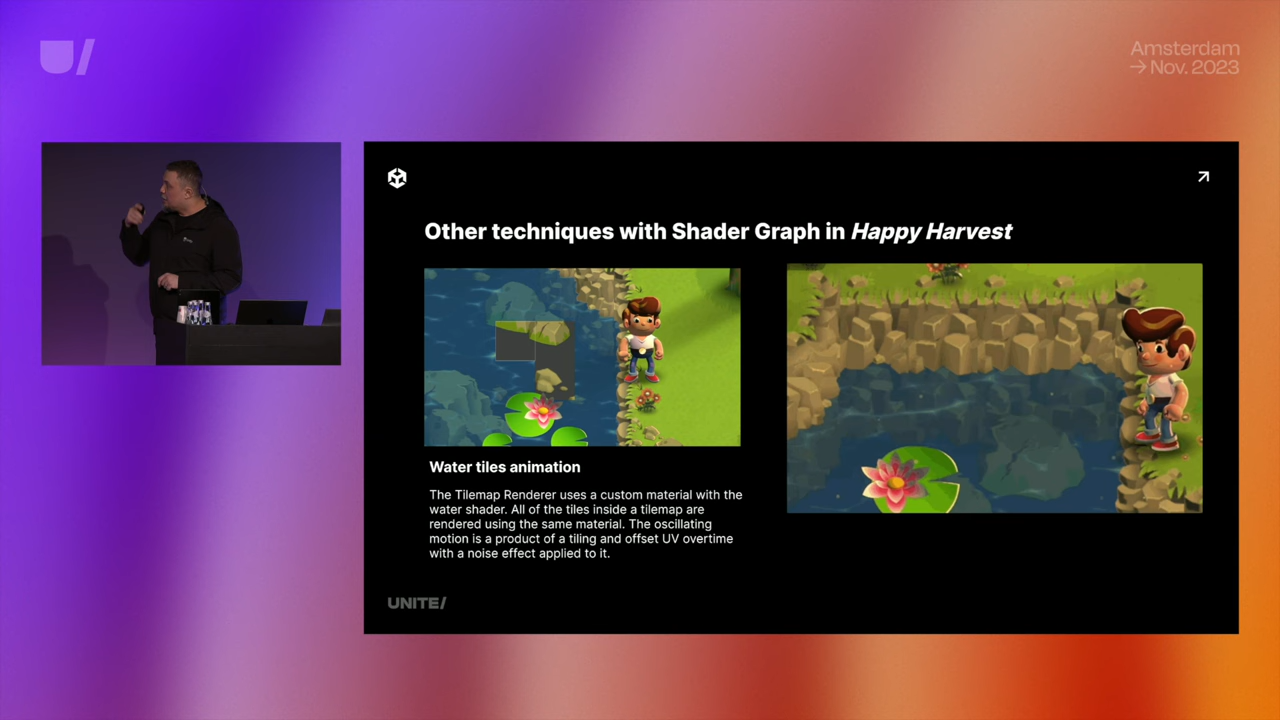 Amsterdam
→ Nov. 2023
Other techniques with Shader Graph in Happy Harvest
Water tiles animation
The Tilemap Renderer uses a custom material with the
water shader. All of the tiles inside a tilemap are
rendered using the same material. The oscillating
motion is a product of a tiling and offset UV overtime
with a noise effect applied to it.
UNITE/